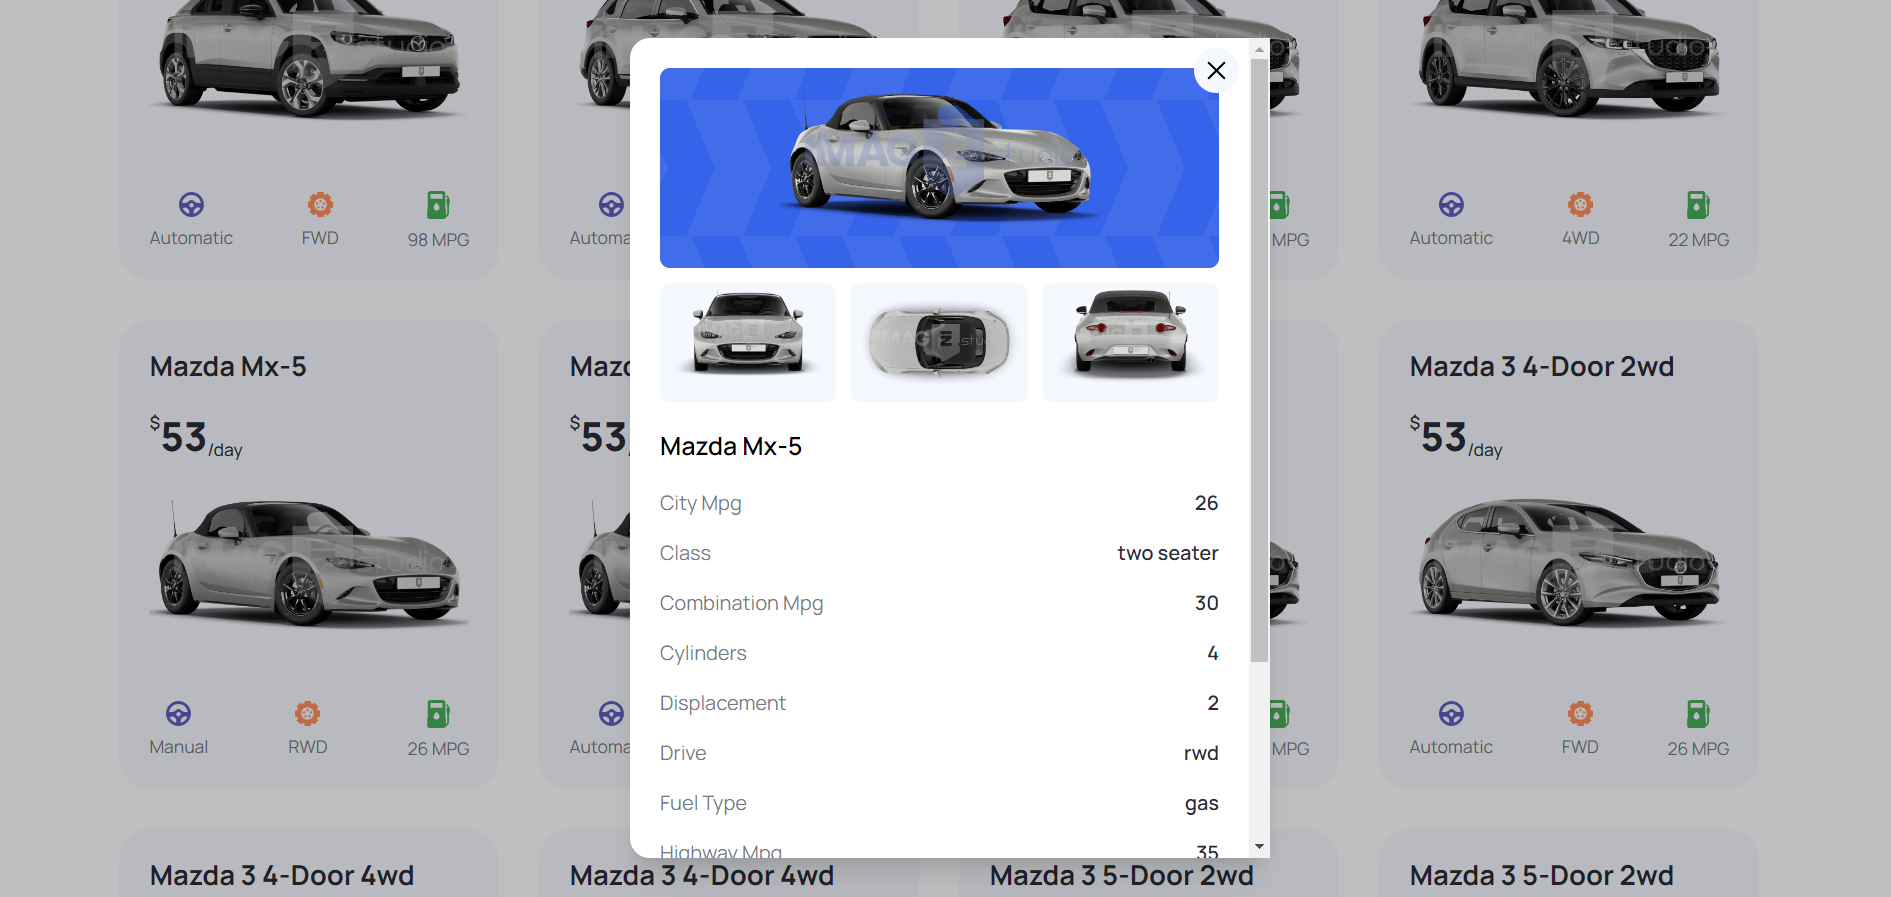 Automatic
FWD
98 MPG
Automa
MPG
Automatic
4WD
22 MPG
IMAG
studio
Mazda Mx-5
City Mpg 26
Class two seater
Combination Mpg 30
Cylinders 4
Displacement 2
Drive rwd
Fuel Type gas
Highway Mpg 35
Mazda Mx-5
$53/day
Manual
RWD
26 MPG
Mazd
$53/
Automa
MPG
Mazda 3 4-Door 2wd
$53/day
Automatic
FWD
26 MPG
Mazda 3 4-Door 4wd
Mazda 3 4-Door 4wd
Mazda 3 5-Door 2wd
Mazda 3 5-Door 2wd